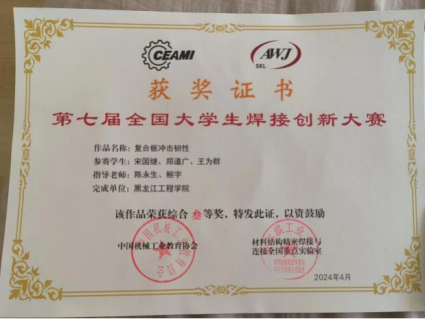 CEAMI
AWJ
SKL
获奖证书
第七届全国大学生焊接创新大赛
作品名称：复合板冲击韧性
参赛学生：宋国继、郑道广、王为群
指导老师：陈永生、鲍宇
完成单位：黑龙江工程学院
该作品荣获综合 叁 等奖，特发此证，以资鼓励
中国机械工业教育协会
材料结构精密焊接与
连接全国重点实验室
2024年4月